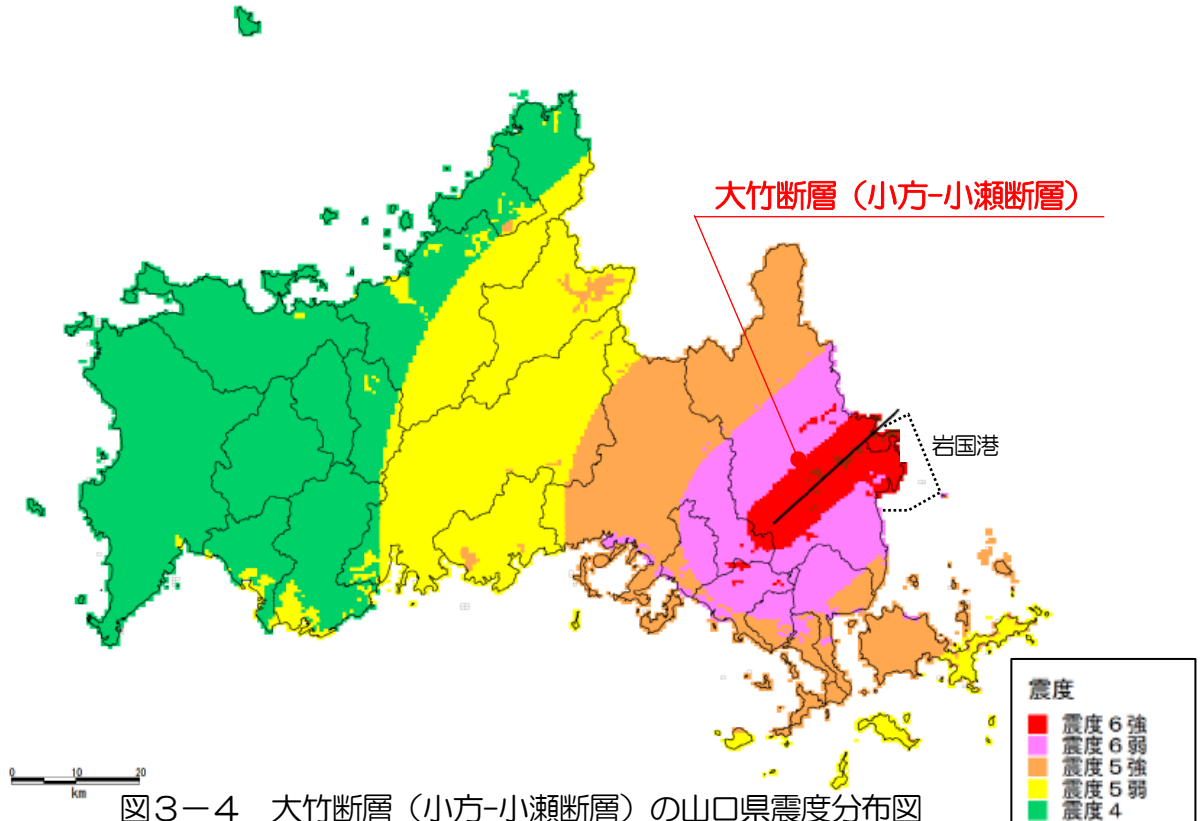 大竹断層（小方-小瀬断層）
岩国港
震度
震度６強
震度６弱
震度５強
震度５弱
震度４
0 10 20
km
図３－４ 大竹断層（小方-小瀬断層）の山口県震度分布図